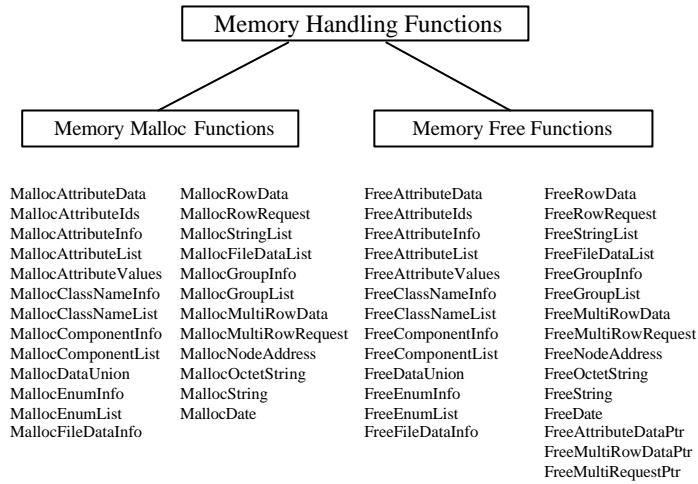 Memory Handling Functions
Memory Malloc Functions
Memory Free Functions
MallocAttributeData
MallocAttributeIds
MallocAttributeInfo
MallocAttributeList
MallocAttributeValues
MallocClassNameInfo
MallocClassNameList
MallocComponentInfo
MallocComponentList
MallocDataUnion
MallocEnumInfo
MallocEnumList
MallocFileDataInfo
MallocRowData
MallocRowRequest
MallocStringList
MallocFileDataList
MallocGroupInfo
MallocGroupList
MallocMultiRowData
MallocMultiRowRequest
MallocNodeAddress
MallocOctetString
MallocString
MallocDate
FreeAttributeData
FreeAttributeIds
FreeAttributeInfo
FreeAttributeList
FreeAttributeValues
FreeClassNameInfo
FreeClassNameList
FreeComponentInfo
FreeComponentList
FreeDataUnion
FreeEnumInfo
FreeEnumList
FreeFileDataInfo
FreeRowData
FreeRowRequest
FreeStringList
FreeFileDataList
FreeGroupInfo
FreeGroupList
FreeMultiRowData
FreeMultiRowRequest
FreeNodeAddress
FreeOctetString
FreeString
FreeDate
FreeAttributeDataPtr
FreeMultiRowDataPtr
FreeMultiRequestPtr